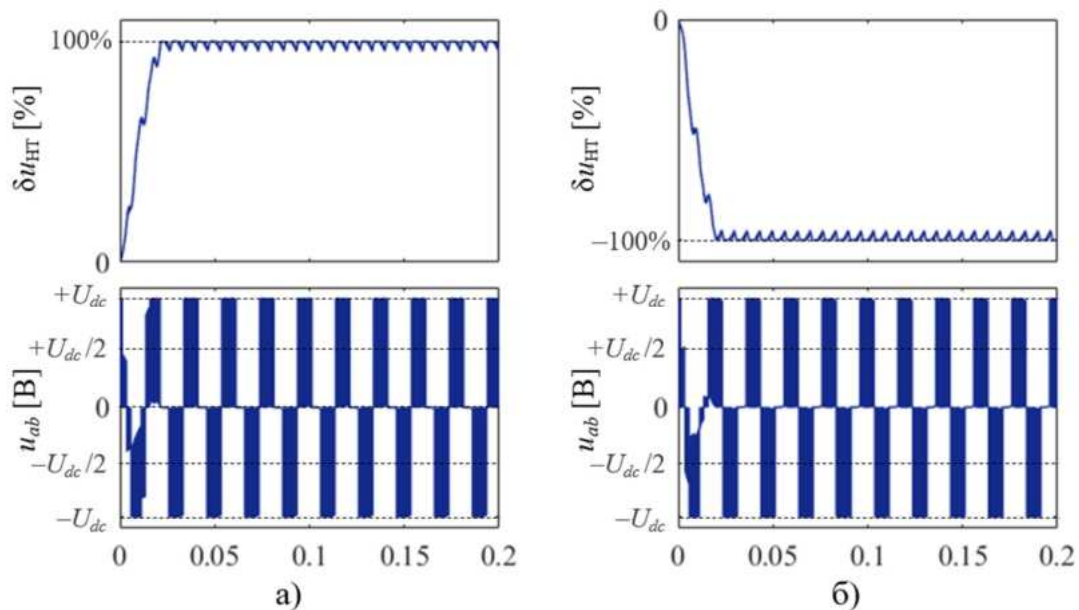 100%
δu_НТ [%]
0
0
δu_НТ [%]
−100%
+U_dc
+U_dc/2
0
u_ab [В]
−U_dc/2
−U_dc
0 0.05 0.1 0.15 0.2
а)
+U_dc
+U_dc/2
0
u_ab [В]
−U_dc/2
−U_dc
0 0.05 0.1 0.15 0.2
б)